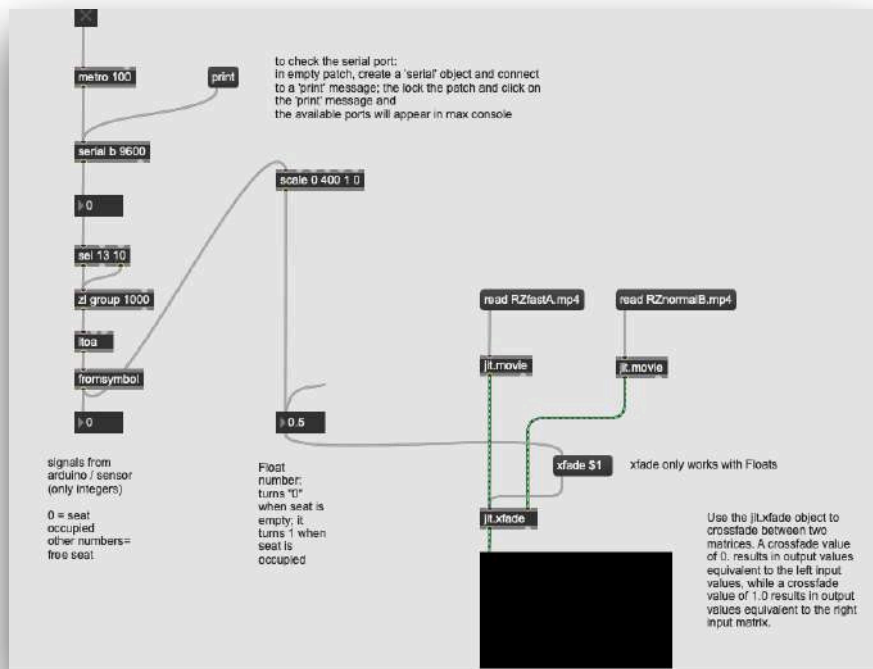 metro 100
print
to check the serial port:
in empty patch, create a 'serial' object and connect
to a 'print' message; the lock the patch and click on
the 'print' message and
the available ports will appear in max console
serial b 9600
scale 0 400 1 0
0
sel 13 10
zl group 1000
itoa
fromsymbol
0
read RZfastA.mp4
read RZnormalB.mp4
jit.movie
jit.movie
0.5
signals from
arduino / sensor
(only integers)
0 = seat
occupied
other numbers=
free seat
Float
number:
turns "0"
when seat is
empty; it
turns 1 when
seat is
occupied
xfade $1
xfade only works with Floats
jit.xfade
Use the jit.xfade object to
crossfade between two
matrices. A crossfade value
of 0. results in output values
equivalent to the left input
values, while a crossfade
value of 1.0 results in output
values equivalent to the right
input matrix.